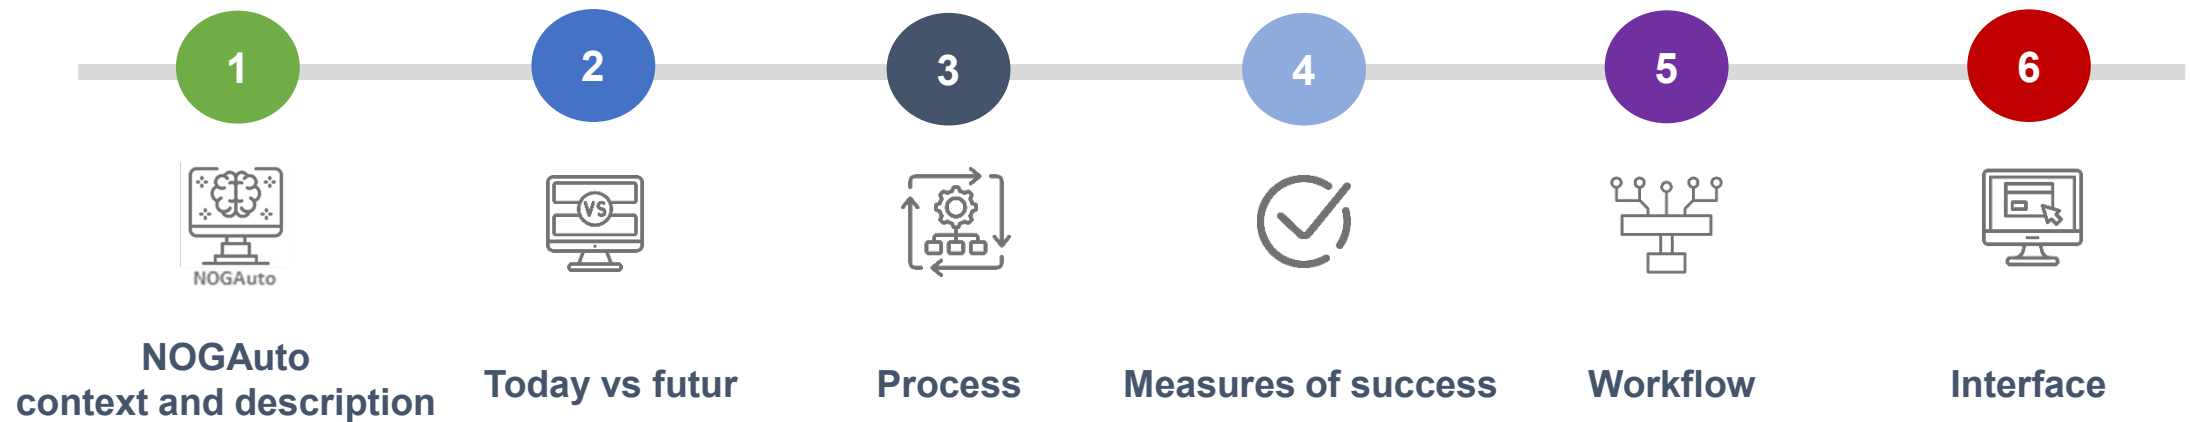 1
2
3
4
5
6
VS
NOGAuto
NOGAuto
context and description
Today vs futur
Process
Measures of success
Workflow
Interface